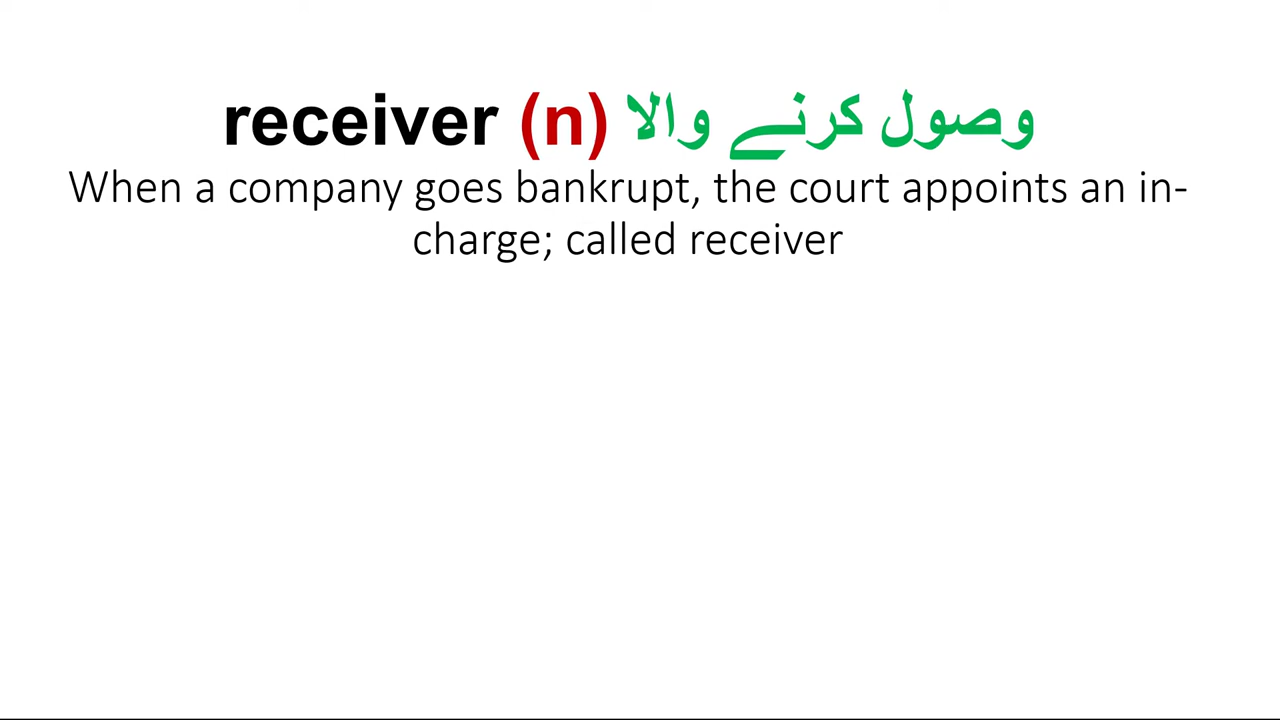 receiver (n) وصول کرنے والا
When a company goes bankrupt, the court appoints an in-
charge; called receiver